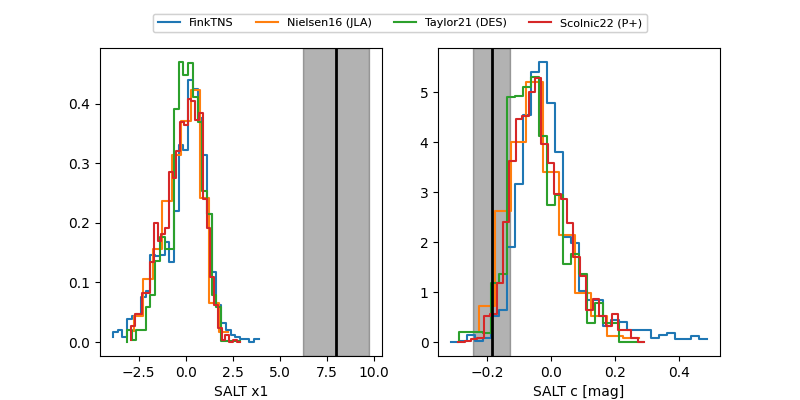 FinkTNS Nielsen16 (JLA) Taylor21 (DES) Scolnic22 (P+)
0.4
0.3
0.2
0.1
0.0
−2.5 0.0 2.5 5.0 7.5 10.0
SALT x1
5
4
3
2
1
0
−0.2 0.0 0.2 0.4
SALT c [mag]